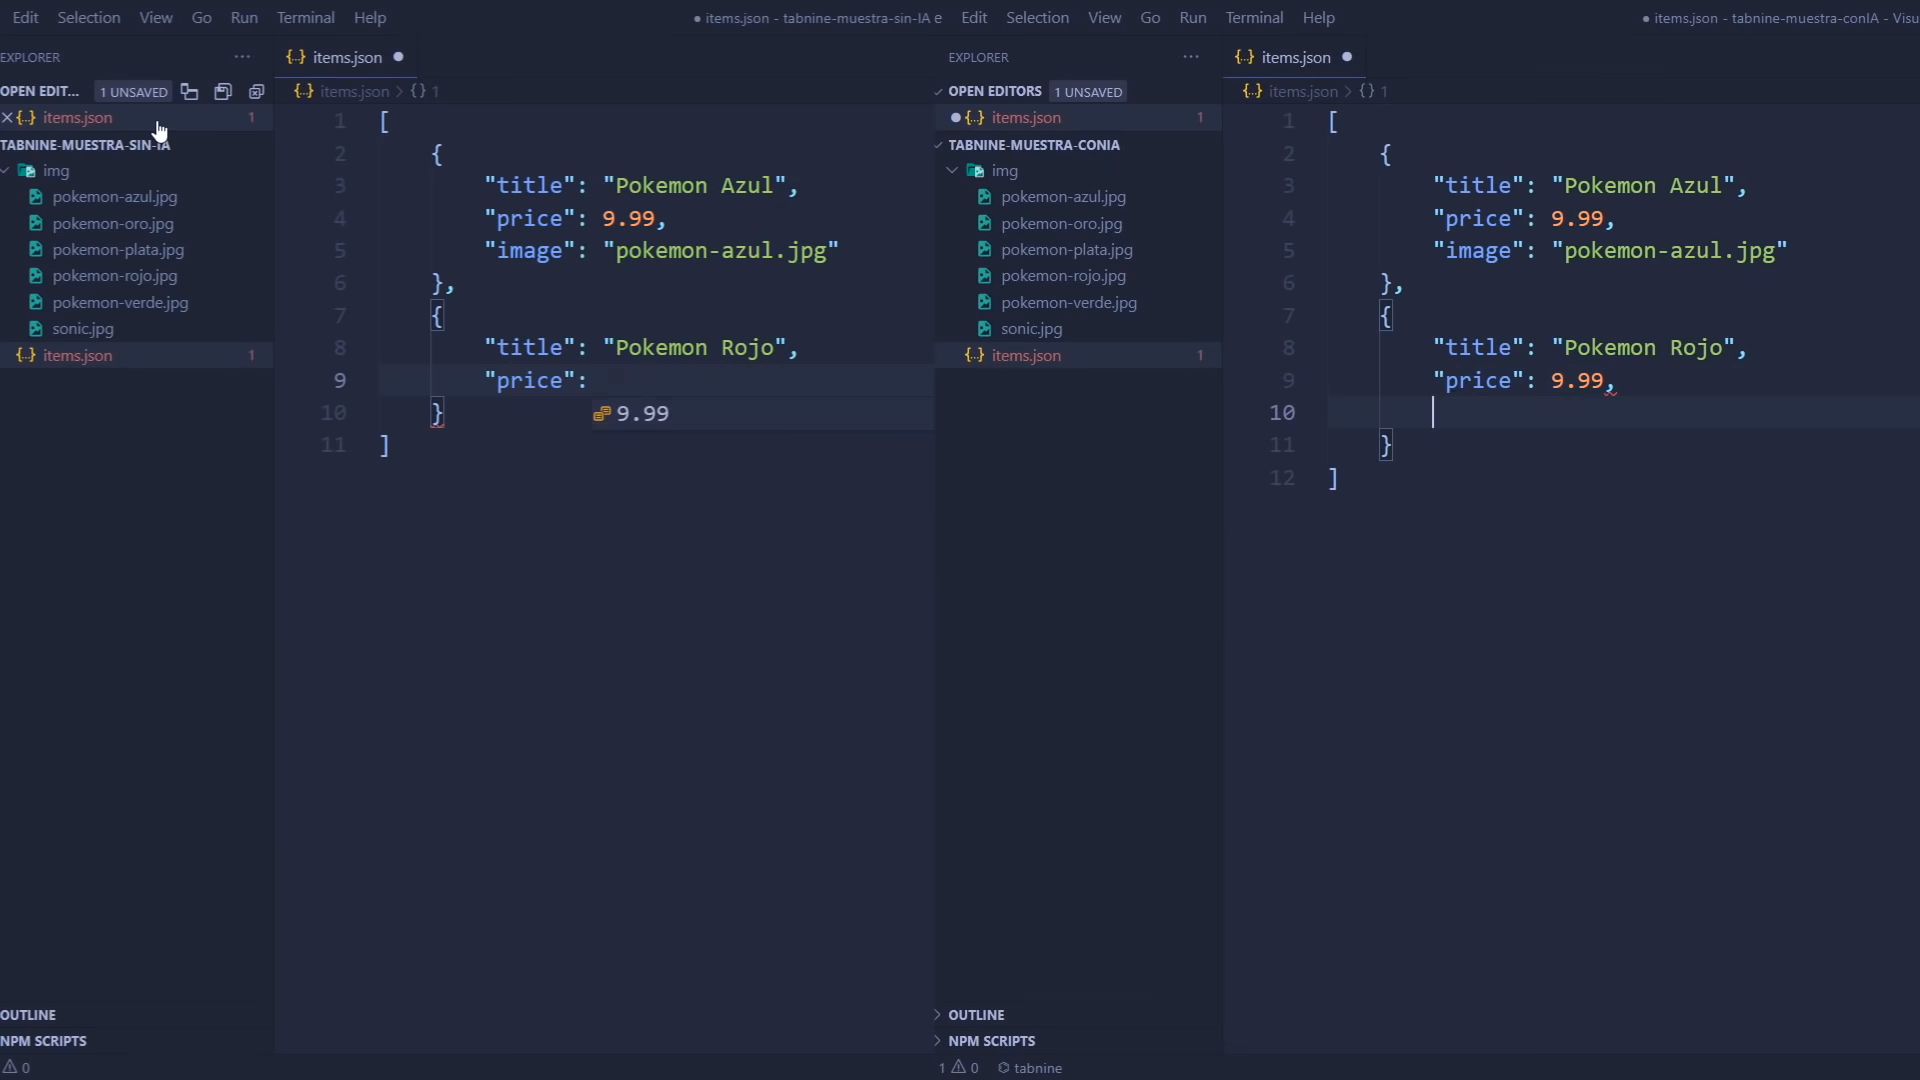 Edit Selection View Go Run Terminal Help
● items.json - tabnine-muestra-sin-IA e
EXPLORER ···
{..} items.json ●
OPEN EDIT... 1 UNSAVED
{..} items.json > {} 1
{..} items.json 1
TABNINE-MUESTRA-SIN-IA
img
pokemon-azul.jpg
pokemon-oro.jpg
pokemon-plata.jpg
pokemon-rojo.jpg
pokemon-verde.jpg
sonic.jpg
{..} items.json 1
OUTLINE
NPM SCRIPTS
0
1 [
2 {
3 "title": "Pokemon Azul",
4 "price": 9.99,
5 "image": "pokemon-azul.jpg"
6 },
7 {
8 "title": "Pokemon Rojo",
9 "price":
10 }
9.99
11 ]
Edit Selection View Go Run Terminal Help
● items.json - tabnine-muestra-conIA - Visu
EXPLORER ···
{..} items.json ●
OPEN EDITORS 1 UNSAVED
{..} items.json > {} 1
● {..} items.json 1
TABNINE-MUESTRA-CONIA
img
pokemon-azul.jpg
pokemon-oro.jpg
pokemon-plata.jpg
pokemon-rojo.jpg
pokemon-verde.jpg
sonic.jpg
{..} items.json 1
OUTLINE
NPM SCRIPTS
1 0 tabnine
1 [
2 {
3 "title": "Pokemon Azul",
4 "price": 9.99,
5 "image": "pokemon-azul.jpg"
6 },
7 {
8 "title": "Pokemon Rojo",
9 "price": 9.99,
10
11 }
12 ]